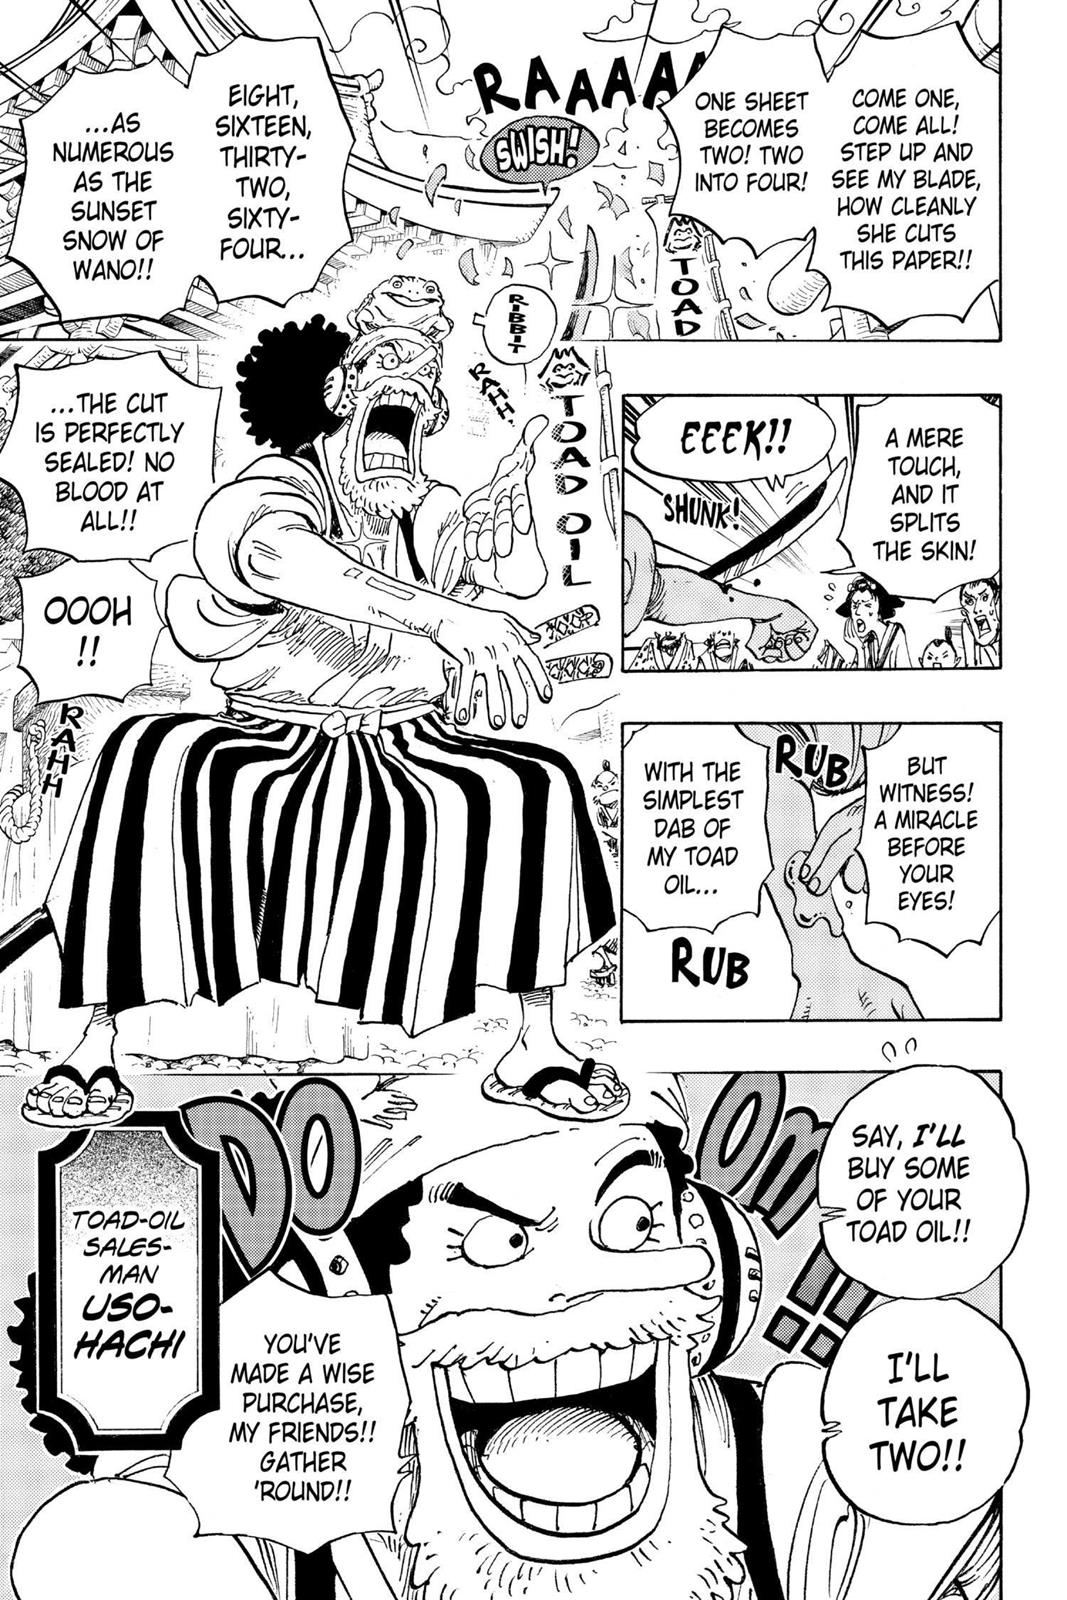 COME ONE,
COME ALL!
STEP UP AND
SEE MY BLADE,
HOW CLEANLY
SHE CUTS
THIS PAPER!!
ONE SHEET
BECOMES
TWO! TWO
INTO FOUR!
RAAAAA
SWISH!
EIGHT,
SIXTEEN,
THIRTY-
TWO,
SIXTY-
FOUR...
...AS
NUMEROUS
AS THE
SUNSET
SNOW OF
WANO!!
TOAD
RIBBIT
RAHH
TOAD OIL
A MERE
TOUCH,
AND IT
SPLITS
THE SKIN!
EEEK!!
SHUNK!
BUT
WITNESS!
A MIRACLE
BEFORE
YOUR
EYES!
RUB
WITH THE
SIMPLEST
DAB OF
MY TOAD
OIL...
RUB
...THE CUT
IS PERFECTLY
SEALED! NO
BLOOD AT
ALL!!
OOOH
!!
RAHH
SAY, I'LL
BUY SOME
OF YOUR
TOAD OIL!!
I'LL
TAKE
TWO!!
DOOM!!
YOU'VE
MADE A WISE
PURCHASE,
MY FRIENDS!!
GATHER
'ROUND!!
TOAD-OIL
SALES-
MAN
USO-
HACHI